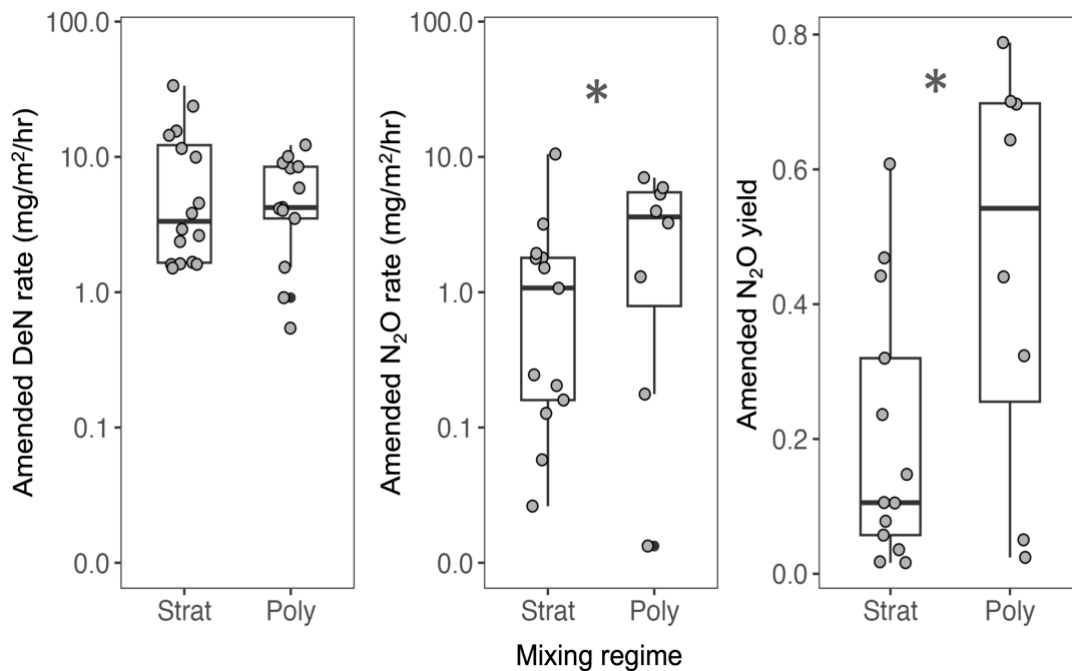 Amended DeN rate (mg/m²/hr)
100.0
10.0
1.0
0.1
0.0
Strat Poly
Amended N₂O rate (mg/m²/hr)
100.0
10.0
1.0
0.1
0.0
*
Strat Poly
Amended N₂O yield
0.8
0.6
0.4
0.2
0.0
*
Strat Poly
Mixing regime